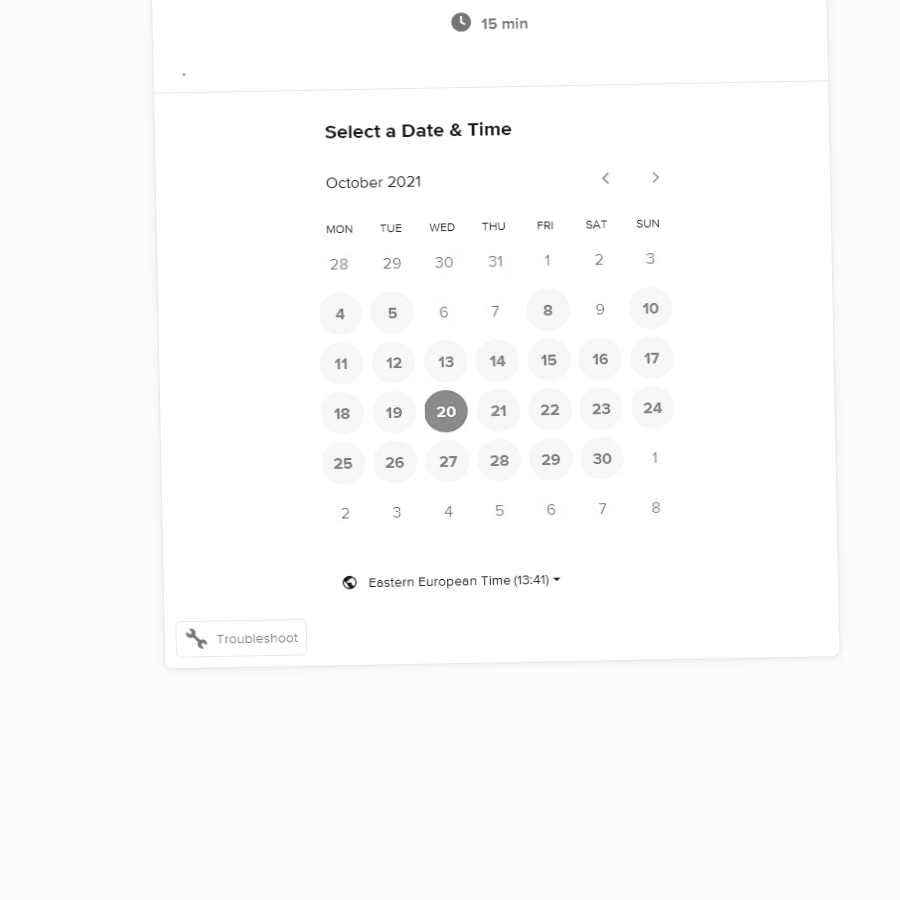 15 min
.
Select a Date & Time
October 2021
MON TUE WED THU FRI SAT SUN
28 29 30 31 1 2 3
4 5 6 7 8 9 10
11 12 13 14 15 16 17
18 19 20 21 22 23 24
25 26 27 28 29 30 1
2 3 4 5 6 7 8
Eastern European Time (13:41)
Troubleshoot